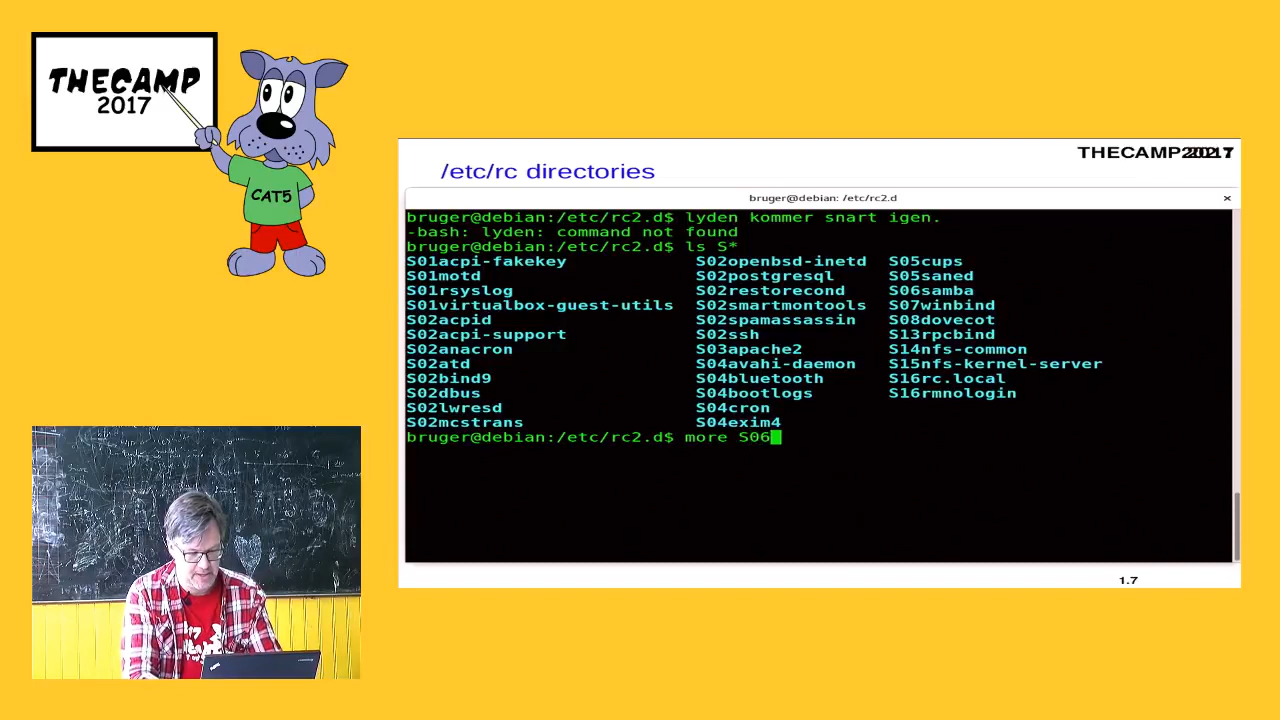 THECAMP
2017
CAT5
THECAMP2017
/etc/rc directories
bruger@debian: /etc/rc2.d ×
bruger@debian:/etc/rc2.d$ lyden kommer snart igen.
-bash: lyden: command not found
bruger@debian:/etc/rc2.d$ ls S*
S01acpi-fakekey S02openbsd-inetd S05cups
S01motd S02postgresql S05saned
S01rsyslog S02restorecond S06samba
S01virtualbox-guest-utils S02smartmontools S07winbind
S02acpid S02spamassassin S08dovecot
S02acpi-support S02ssh S13rpcbind
S02anacron S03apache2 S14nfs-common
S02atd S04avahi-daemon S15nfs-kernel-server
S02bind9 S04bluetooth S16rc.local
S02dbus S04bootlogs S16rmnologin
S02lwresd S04cron
S02mcstrans S04exim4
bruger@debian:/etc/rc2.d$ more S06
1.7